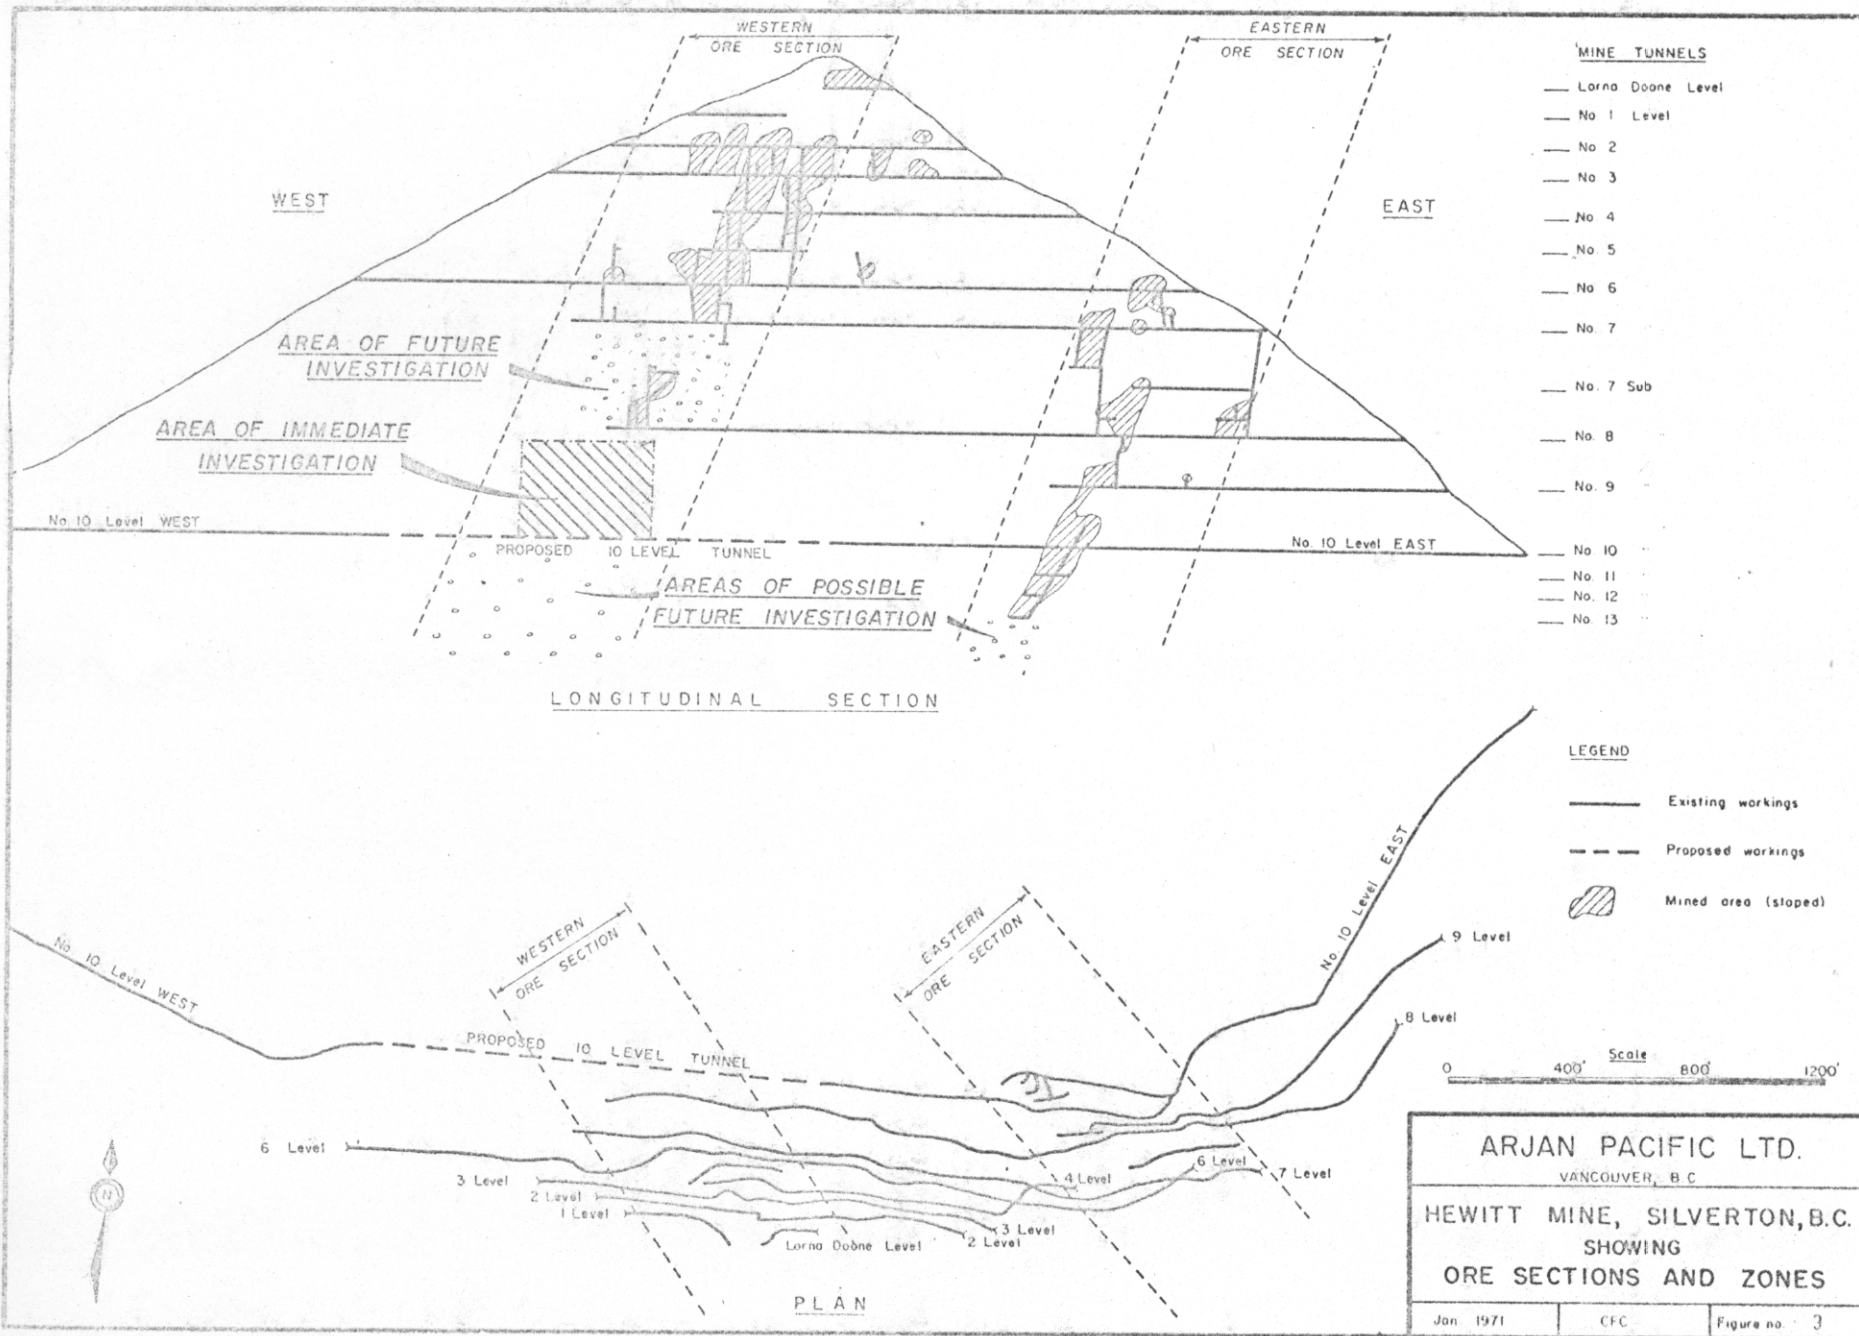 WESTERN
ORE SECTION
EASTERN
ORE SECTION
MINE TUNNELS
Lorna Doone Level
No 1 Level
No 2
No 3
No 4
No 5
No 6
No. 7
No. 7 Sub
No. 8
No. 9
No 10
No. 11
No. 12
No. 13
WEST
EAST
AREA OF FUTURE
INVESTIGATION
AREA OF IMMEDIATE
INVESTIGATION
No. 10 Level WEST
PROPOSED 10 LEVEL TUNNEL
No. 10 Level EAST
AREAS OF POSSIBLE
FUTURE INVESTIGATION
LONGITUDINAL SECTION
LEGEND
Existing workings
Proposed workings
Mined area (stoped)
WESTERN
ORE SECTION
EASTERN
ORE SECTION
No. 10 Level EAST
9 Level
8 Level
No. 10 Level WEST
PROPOSED 10 LEVEL TUNNEL
6 Level
3 Level
2 Level
1 Level
Lorna Doone Level
2 Level
3 Level
4 Level
6 Level
7 Level
N
PLAN
Scale
0 400' 800' 1200'
ARJAN PACIFIC LTD.
VANCOUVER, B.C
HEWITT MINE, SILVERTON, B.C.
SHOWING
ORE SECTIONS AND ZONES
Jan 1971 CFC Figure no. 3